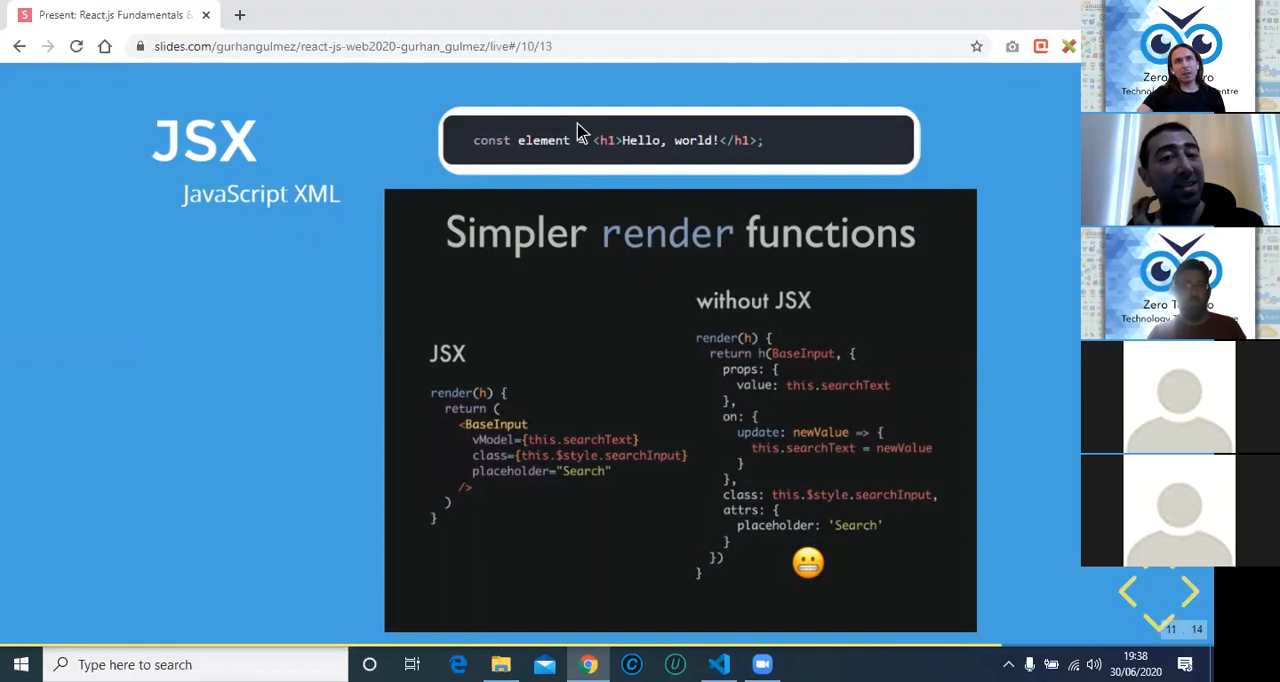 Present: React.js Fundamentals &
slides.com/gurhangulmez/react-js-web2020-gurhan_gulmez/live#/10/13
JSX
JavaScript XML
const element <h1>Hello, world!</h1>;
Simpler render functions
JSX
render(h) {
return (
<BaseInput
vModel={this.searchText}
class={this.$style.searchInput}
placeholder="Search"
/>
)
}
without JSX
render(h) {
return h(BaseInput, {
props: {
value: this.searchText
},
on: {
update: newValue => {
this.searchText = newValue
}
},
class: this.$style.searchInput,
attrs: {
placeholder: 'Search'
}
})
}
11 . 14
Zero
Zero
Technology
Type here to search
19:38
30/06/2020